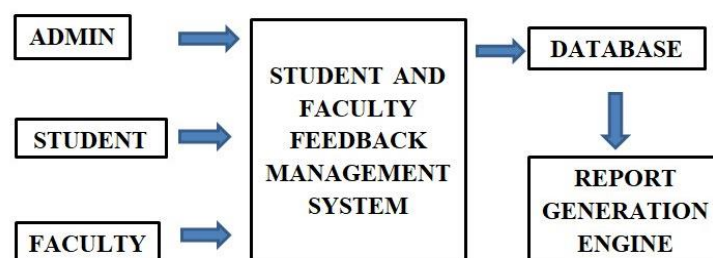 ADMIN
STUDENT
FACULTY
STUDENT AND
FACULTY
FEEDBACK
MANAGEMENT
SYSTEM
DATABASE
REPORT
GENERATION
ENGINE